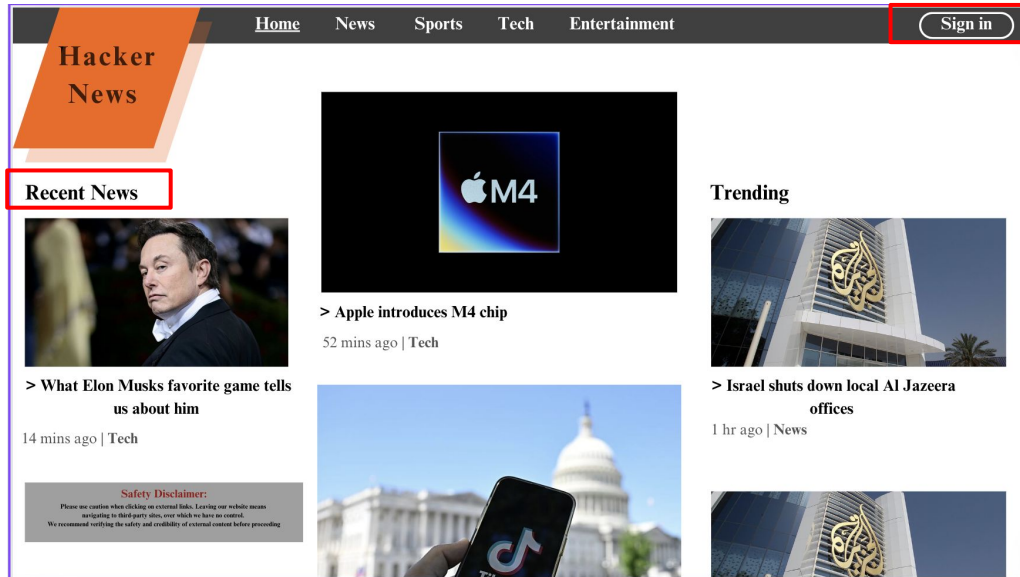 Home News Sports Tech Entertainment Sign in
Hacker
News
Recent News
> What Elon Musks favorite game tells
us about him
14 mins ago | Tech
Safety Disclaimer:
Please use caution when clicking on external links. Leaving our website means
navigating to third-party sites, over which we have no control.
We recommend verifying the safety and credibility of external content before proceeding
M4
> Apple introduces M4 chip
52 mins ago | Tech
Trending
> Israel shuts down local Al Jazeera
offices
1 hr ago | News